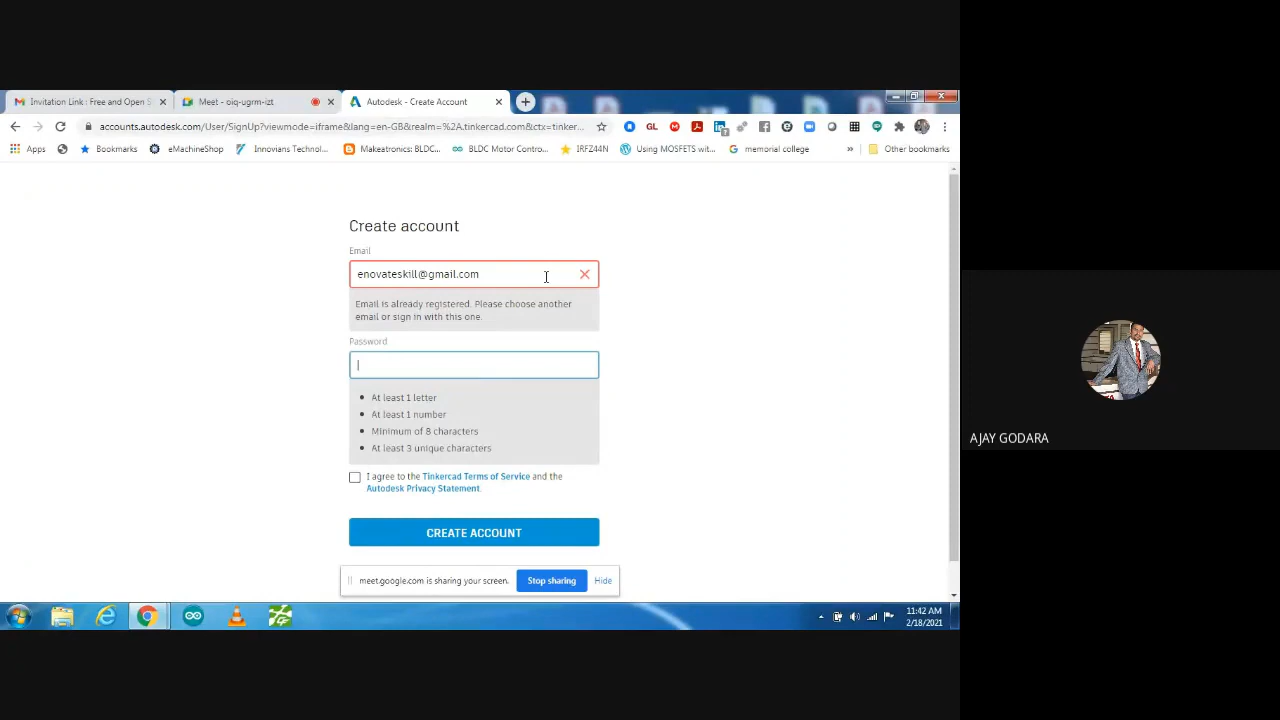 Invitation Link : Free and Open S
Meet - oiq-ugrm-izt
Autodesk - Create Account
accounts.autodesk.com/User/SignUp?viewmode=iframe&lang=en-GB&realm=%2A.tinkercad.com&ctx=tinker...
Apps
Bookmarks
eMachineShop
Innovians Technol...
Makeatronics: BLDC...
BLDC Motor Contro...
IRFZ44N
Using MOSFETS wit...
memorial college
»
Other bookmarks
Create account
Email
enovateskill@gmail.com
Email is already registered. Please choose another
email or sign in with this one.
Password
• At least 1 letter
• At least 1 number
• Minimum of 8 characters
• At least 3 unique characters
I agree to the Tinkercad Terms of Service and the
Autodesk Privacy Statement.
CREATE ACCOUNT
meet.google.com is sharing your screen.
Stop sharing
Hide
11:42 AM
2/18/2021
AJAY GODARA